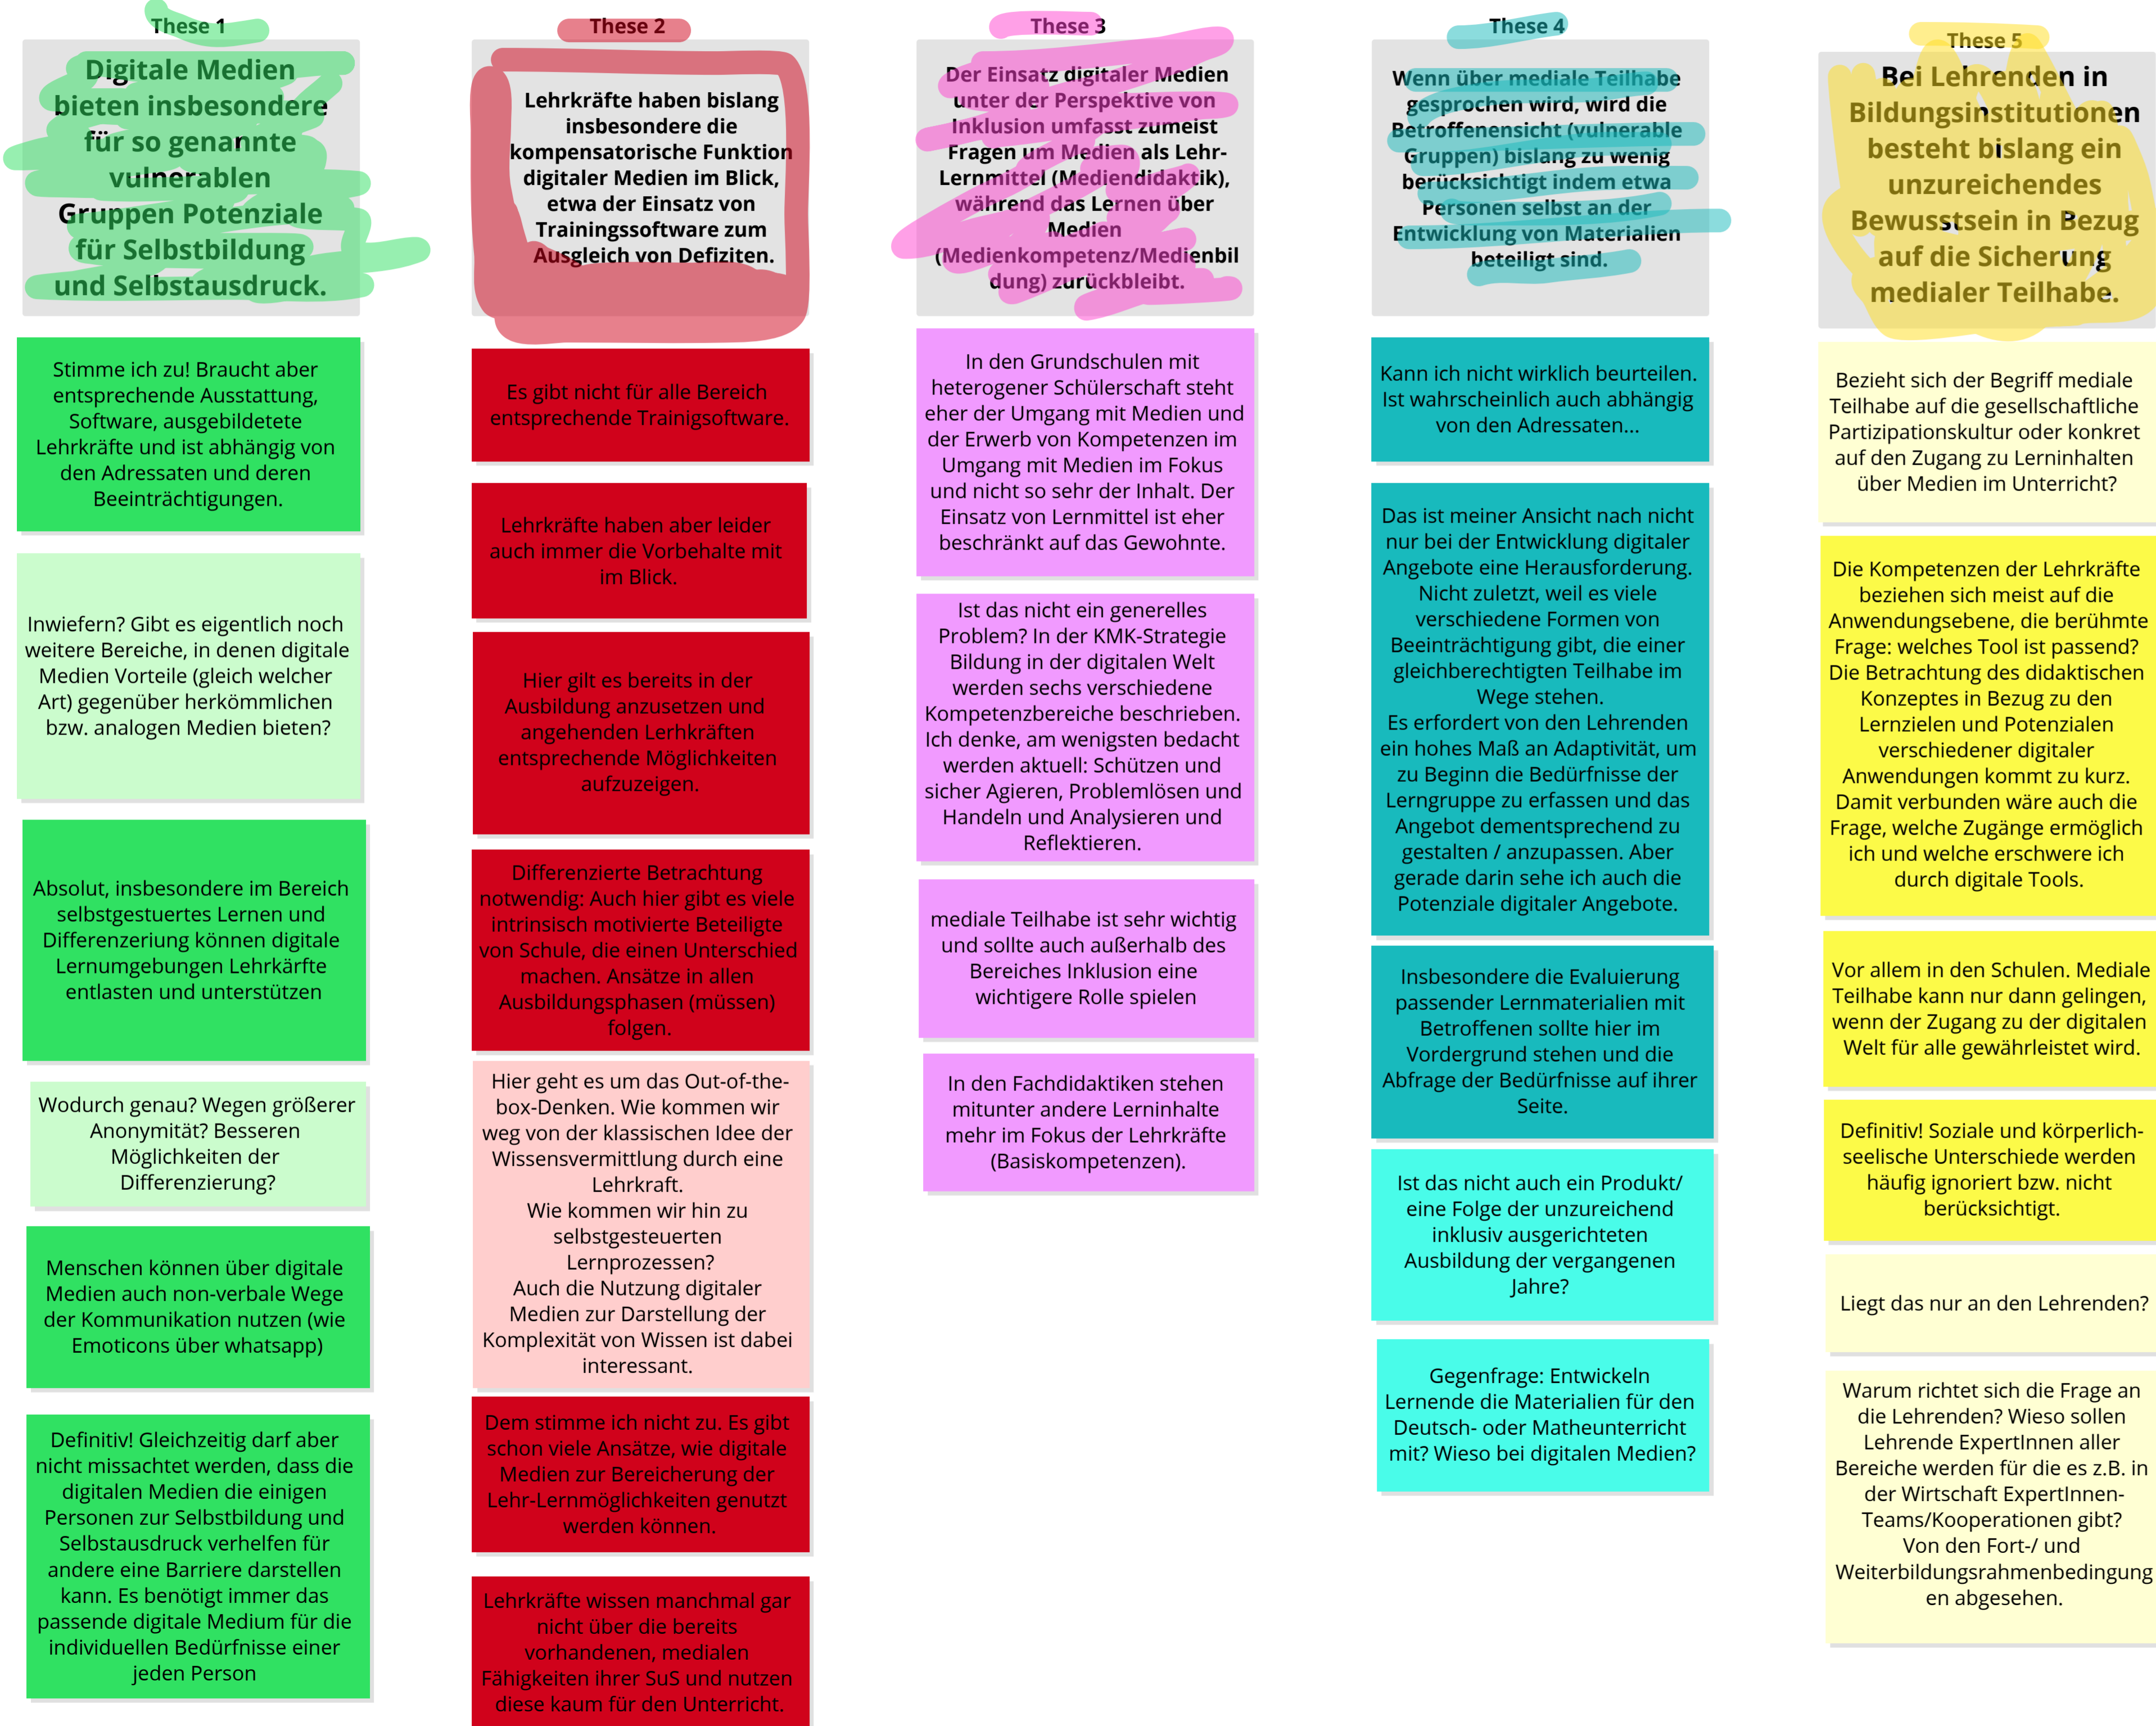 These 1
Digitale Medien
bieten insbesondere
für so genannte
vulnerablen
Gruppen Potenziale
für Selbstbildung
und Selbstausdruck.
Stimme ich zu! Braucht aber
entsprechende Ausstattung,
Software, ausgebildetete
Lehrkräfte und ist abhängig von
den Adressaten und deren
Beeinträchtigungen.
Inwiefern? Gibt es eigentlich noch
weitere Bereiche, in denen digitale
Medien Vorteile (gleich welcher
Art) gegenüber herkömmlichen
bzw. analogen Medien bieten?
Absolut, insbesondere im Bereich
selbstgestuertes Lernen und
Differenzeriung können digitale
Lernumgebungen Lehrkärfte
entlasten und unterstützen
Wodurch genau? Wegen größerer
Anonymität? Besseren
Möglichkeiten der
Differenzierung?
Menschen können über digitale
Medien auch non-verbale Wege
der Kommunikation nutzen (wie
Emoticons über whatsapp)
Definitiv! Gleichzeitig darf aber
nicht missachtet werden, dass die
digitalen Medien die einigen
Personen zur Selbstbildung und
Selbstausdruck verhelfen für
andere eine Barriere darstellen
kann. Es benötigt immer das
passende digitale Medium für die
individuellen Bedürfnisse einer
jeden Person
These 2
Lehrkräfte haben bislang
insbesondere die
kompensatorische Funktion
digitaler Medien im Blick,
etwa der Einsatz von
Trainingssoftware zum
Ausgleich von Defiziten.
Es gibt nicht für alle Bereich
entsprechende Trainigsoftware.
Lehrkräfte haben aber leider
auch immer die Vorbehalte mit
im Blick.
Hier gilt es bereits in der
Ausbildung anzusetzen und
angehenden Lerhkräften
entsprechende Möglichkeiten
aufzuzeigen.
Differenzierte Betrachtung
notwendig: Auch hier gibt es viele
intrinsisch motivierte Beteiligte
von Schule, die einen Unterschied
machen. Ansätze in allen
Ausbildungsphasen (müssen)
folgen.
Hier geht es um das Out-of-the-
box-Denken. Wie kommen wir
weg von der klassischen Idee der
Wissensvermittlung durch eine
Lehrkraft.
Wie kommen wir hin zu
selbstgesteuerten
Lernprozessen?
Auch die Nutzung digitaler
Medien zur Darstellung der
Komplexität von Wissen ist dabei
interessant.
Dem stimme ich nicht zu. Es gibt
schon viele Ansätze, wie digitale
Medien zur Bereicherung der
Lehr-Lernmöglichkeiten genutzt
werden können.
Lehrkräfte wissen manchmal gar
nicht über die bereits
vorhandenen, medialen
Fähigkeiten ihrer SuS und nutzen
diese kaum für den Unterricht.
These 3
Der Einsatz digitaler Medien
unter der Perspektive von
Inklusion umfasst zumeist
Fragen um Medien als Lehr-
Lernmittel (Mediendidaktik),
während das Lernen über
Medien
(Medienkompetenz/Medienbil
dung) zurückbleibt.
In den Grundschulen mit
heterogener Schülerschaft steht
eher der Umgang mit Medien und
der Erwerb von Kompetenzen im
Umgang mit Medien im Fokus
und nicht so sehr der Inhalt. Der
Einsatz von Lernmittel ist eher
beschränkt auf das Gewohnte.
Ist das nicht ein generelles
Problem? In der KMK-Strategie
Bildung in der digitalen Welt
werden sechs verschiedene
Kompetenzbereiche beschrieben.
Ich denke, am wenigsten bedacht
werden aktuell: Schützen und
sicher Agieren, Problemlösen und
Handeln und Analysieren und
Reflektieren.
mediale Teilhabe ist sehr wichtig
und sollte auch außerhalb des
Bereiches Inklusion eine
wichtigere Rolle spielen
In den Fachdidaktiken stehen
mitunter andere Lerninhalte
mehr im Fokus der Lehrkräfte
(Basiskompetenzen).
These 4
Wenn über mediale Teilhabe
gesprochen wird, wird die
Betroffenensicht (vulnerable
Gruppen) bislang zu wenig
berücksichtigt indem etwa
Personen selbst an der
Entwicklung von Materialien
beteiligt sind.
Kann ich nicht wirklich beurteilen.
Ist wahrscheinlich auch abhängig
von den Adressaten...
Das ist meiner Ansicht nach nicht
nur bei der Entwicklung digitaler
Angebote eine Herausforderung.
Nicht zuletzt, weil es viele
verschiedene Formen von
Beeinträchtigung gibt, die einer
gleichberechtigten Teilhabe im
Wege stehen.
Es erfordert von den Lehrenden
ein hohes Maß an Adaptivität, um
zu Beginn die Bedürfnisse der
Lerngruppe zu erfassen und das
Angebot dementsprechend zu
gestalten / anzupassen. Aber
gerade darin sehe ich auch die
Potenziale digitaler Angebote.
Insbesondere die Evaluierung
passender Lernmaterialien mit
Betroffenen sollte hier im
Vordergrund stehen und die
Abfrage der Bedürfnisse auf ihrer
Seite.
Ist das nicht auch ein Produkt/
eine Folge der unzureichend
inklusiv ausgerichteten
Ausbildung der vergangenen
Jahre?
Gegenfrage: Entwickeln
Lernende die Materialien für den
Deutsch- oder Matheunterricht
mit? Wieso bei digitalen Medien?
These 5
Bei Lehrenden in
Bildungsinstitutionen
besteht bislang ein
unzureichendes
Bewusstsein in Bezug
auf die Sicherung
medialer Teilhabe.
Bezieht sich der Begriff mediale
Teilhabe auf die gesellschaftliche
Partizipationskultur oder konkret
auf den Zugang zu Lerninhalten
über Medien im Unterricht?
Die Kompetenzen der Lehrkräfte
beziehen sich meist auf die
Anwendungsebene, die berühmte
Frage: welches Tool ist passend?
Die Betrachtung des didaktischen
Konzeptes in Bezug zu den
Lernzielen und Potenzialen
verschiedener digitaler
Anwendungen kommt zu kurz.
Damit verbunden wäre auch die
Frage, welche Zugänge ermöglich
ich und welche erschwere ich
durch digitale Tools.
Vor allem in den Schulen. Mediale
Teilhabe kann nur dann gelingen,
wenn der Zugang zu der digitalen
Welt für alle gewährleistet wird.
Definitiv! Soziale und körperlich-
seelische Unterschiede werden
häufig ignoriert bzw. nicht
berücksichtigt.
Liegt das nur an den Lehrenden?
Warum richtet sich die Frage an
die Lehrenden? Wieso sollen
Lehrende ExpertInnen aller
Bereiche werden für die es z.B. in
der Wirtschaft ExpertInnen-
Teams/Kooperationen gibt?
Von den Fort-/ und
Weiterbildungsrahmenbedingung
en abgesehen.